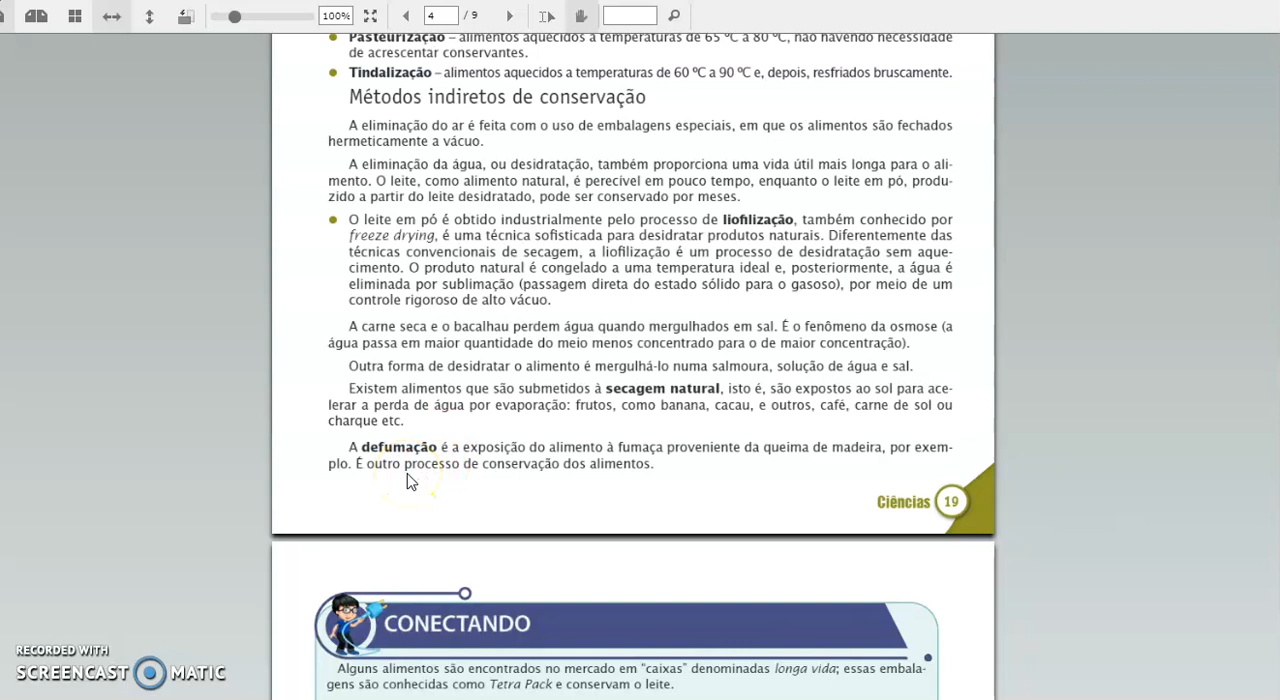 100%
4 / 9
Pasteurização – alimentos aquecidos a temperaturas de 65 ºC a 80 ºC, não havendo necessidade
de acrescentar conservantes.
Tindalização – alimentos aquecidos a temperaturas de 60 ºC a 90 ºC e, depois, resfriados bruscamente.
Métodos indiretos de conservação
A eliminação do ar é feita com o uso de embalagens especiais, em que os alimentos são fechados
hermeticamente a vácuo.
A eliminação da água, ou desidratação, também proporciona uma vida útil mais longa para o ali-
mento. O leite, como alimento natural, é perecível em pouco tempo, enquanto o leite em pó, produ-
zido a partir do leite desidratado, pode ser conservado por meses.
O leite em pó é obtido industrialmente pelo processo de liofilização, também conhecido por
freeze drying, é uma técnica sofisticada para desidratar produtos naturais. Diferentemente das
técnicas convencionais de secagem, a liofilização é um processo de desidratação sem aque-
cimento. O produto natural é congelado a uma temperatura ideal e, posteriormente, a água é
eliminada por sublimação (passagem direta do estado sólido para o gasoso), por meio de um
controle rigoroso de alto vácuo.
A carne seca e o bacalhau perdem água quando mergulhados em sal. É o fenômeno da osmose (a
água passa em maior quantidade do meio menos concentrado para o de maior concentração).
Outra forma de desidratar o alimento é mergulhá-lo numa salmoura, solução de água e sal.
Existem alimentos que são submetidos à secagem natural, isto é, são expostos ao sol para ace-
lerar a perda de água por evaporação: frutos, como banana, cacau, e outros, café, carne de sol ou
charque etc.
A defumação é a exposição do alimento à fumaça proveniente da queima de madeira, por exem-
plo. É outro processo de conservação dos alimentos.
Ciências 19
CONECTANDO
Alguns alimentos são encontrados no mercado em "caixas" denominadas longa vida; essas embala-
gens são conhecidas como Tetra Pack e conservam o leite.
RECORDED WITH
SCREENCAST MATIC